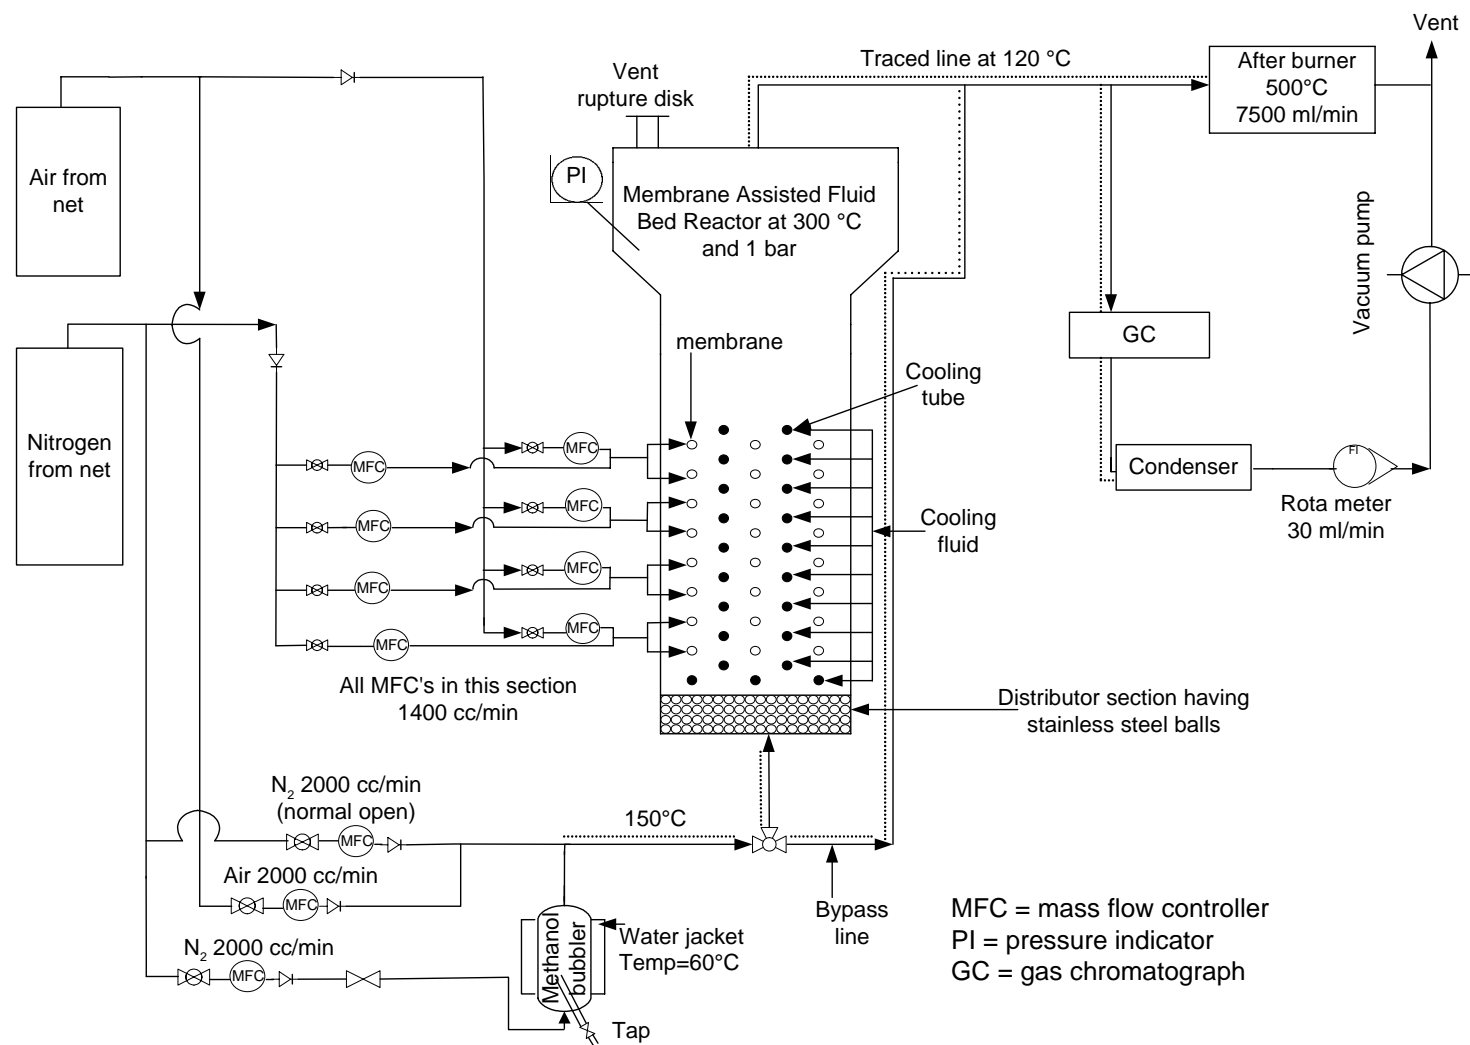 Vent
Traced line at 120 °C
After burner
500°C
7500 ml/min
Vent
rupture disk
PI
Air from
net
Membrane Assisted Fluid
Bed Reactor at 300 °C
and 1 bar
Vacuum pump
GC
membrane
Cooling
tube
Nitrogen
from net
MFC
MFC
MFC
MFC
MFC
MFC
MFC
MFC
Condenser
FI
Rota meter
30 ml/min
Cooling
fluid
All MFC's in this section
1400 cc/min
Distributor section having
stainless steel balls
N2 2000 cc/min
(normal open)
MFC
150°C
Air 2000 cc/min
MFC
N2 2000 cc/min
MFC
Methanol
bubbler
Water jacket
Temp=60°C
Tap
Bypass
line
MFC = mass flow controller
PI = pressure indicator
GC = gas chromatograph